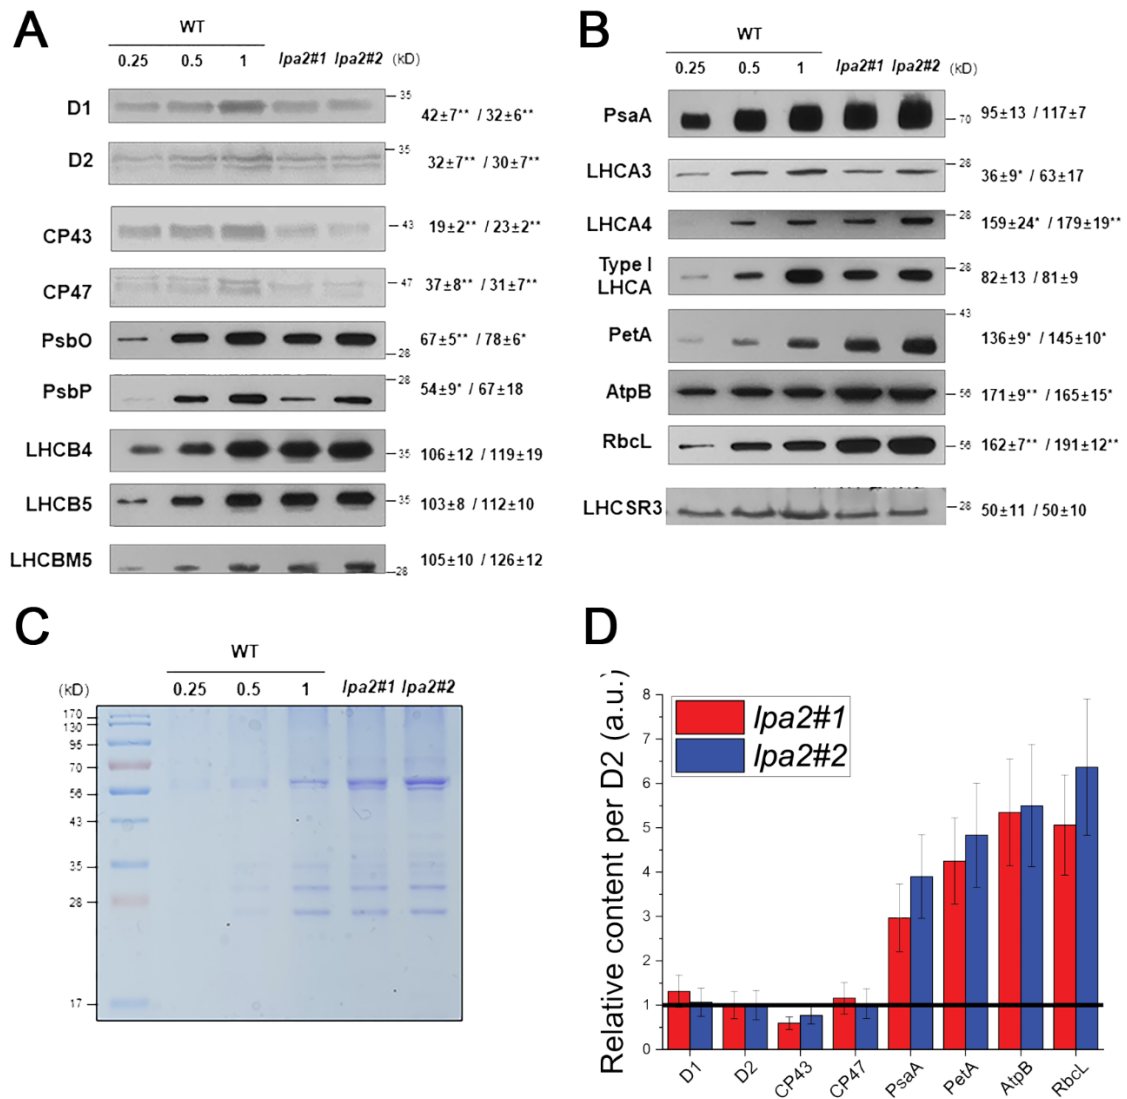 A
WT
0.25 0.5 1 lpa2#1 lpa2#2 (kD)
D1 35 42±7** / 32±6**
D2 35 32±7** / 30±7**
CP43 43 19±2** / 23±2**
CP47 47 37±8** / 31±7**
PsbO 28 67±5** / 78±6*
PsbP 28 54±9* / 67±18
LHCB4 35 106±12 / 119±19
LHCB5 35 103±8 / 112±10
LHCBM5 28 105±10 / 126±12
B
WT
0.25 0.5 1 lpa2#1 lpa2#2 (kD)
PsaA 70 95±13 / 117±7
LHCA3 28 36±9* / 63±17
LHCA4 28 159±24* / 179±19**
Type I
LHCA 28 82±13 / 81±9
PetA 43 136±9* / 145±10*
AtpB 56 171±9** / 165±15*
RbcL 56 162±7** / 191±12**
LHCSR3 28 50±11 / 50±10
C
WT
(kD) 0.25 0.5 1 lpa2#1 lpa2#2
170
130
95
70
56
43
35
28
17
D
Relative content per D2 (a.u.)
8
7
6
5
4
3
2
1
0
lpa2#1
lpa2#2
D1 D2 CP43 CP47 PsaA PetA AtpB RbcL